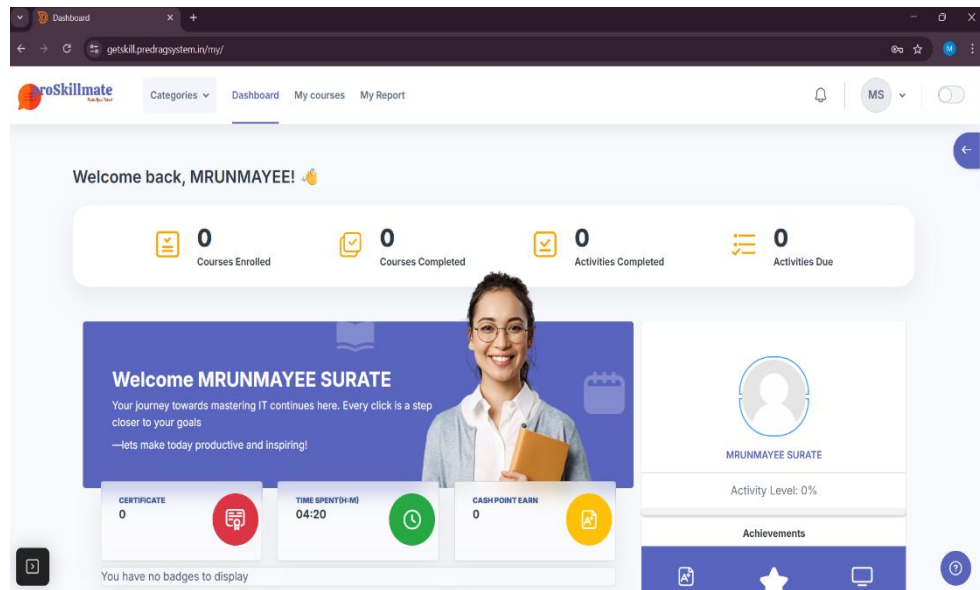 Dashboard
getskill.predragsystem.in/my/
M
proSkillmate
Categories
Dashboard
My courses
My Report
MS
Welcome back, MRUNMAYEE!
0
Courses Enrolled
0
Courses Completed
0
Activities Completed
0
Activities Due
Welcome MRUNMAYEE SURATE
Your journey towards mastering IT continues here. Every click is a step
closer to your goals
—lets make today productive and inspiring!
CERTIFICATE
0
TIME SPENT(H:M)
04:20
CASH POINT EARN
0
You have no badges to display
MRUNMAYEE SURATE
Activity Level: 0%
Achievements